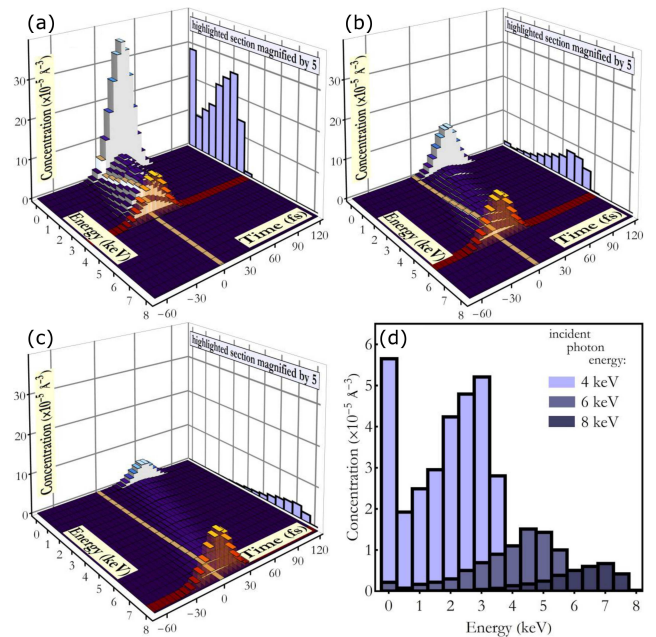 (a)
highlighted section magnified by 5
Concentration (×10⁻⁵ Å⁻³)
30
20
10
0
0
1
2
3
4
5
6
7
8
Energy (keV)
−60
−30
0
30
60
90
120
Time (fs)
(b)
highlighted section magnified by 5
Concentration (×10⁻⁵ Å⁻³)
30
20
10
0
0
1
2
3
4
5
6
7
8
Energy (keV)
−60
−30
0
30
60
90
120
Time (fs)
(c)
highlighted section magnified by 5
Concentration (×10⁻⁵ Å⁻³)
30
20
10
0
0
1
2
3
4
5
6
7
8
Energy (keV)
−60
−30
0
30
60
90
120
Time (fs)
(d)
incident
photon
energy:
4 keV
6 keV
8 keV
Concentration (×10⁻⁵ Å⁻³)
6
5
4
3
2
1
0
0 1 2 3 4 5 6 7 8
Energy (keV)